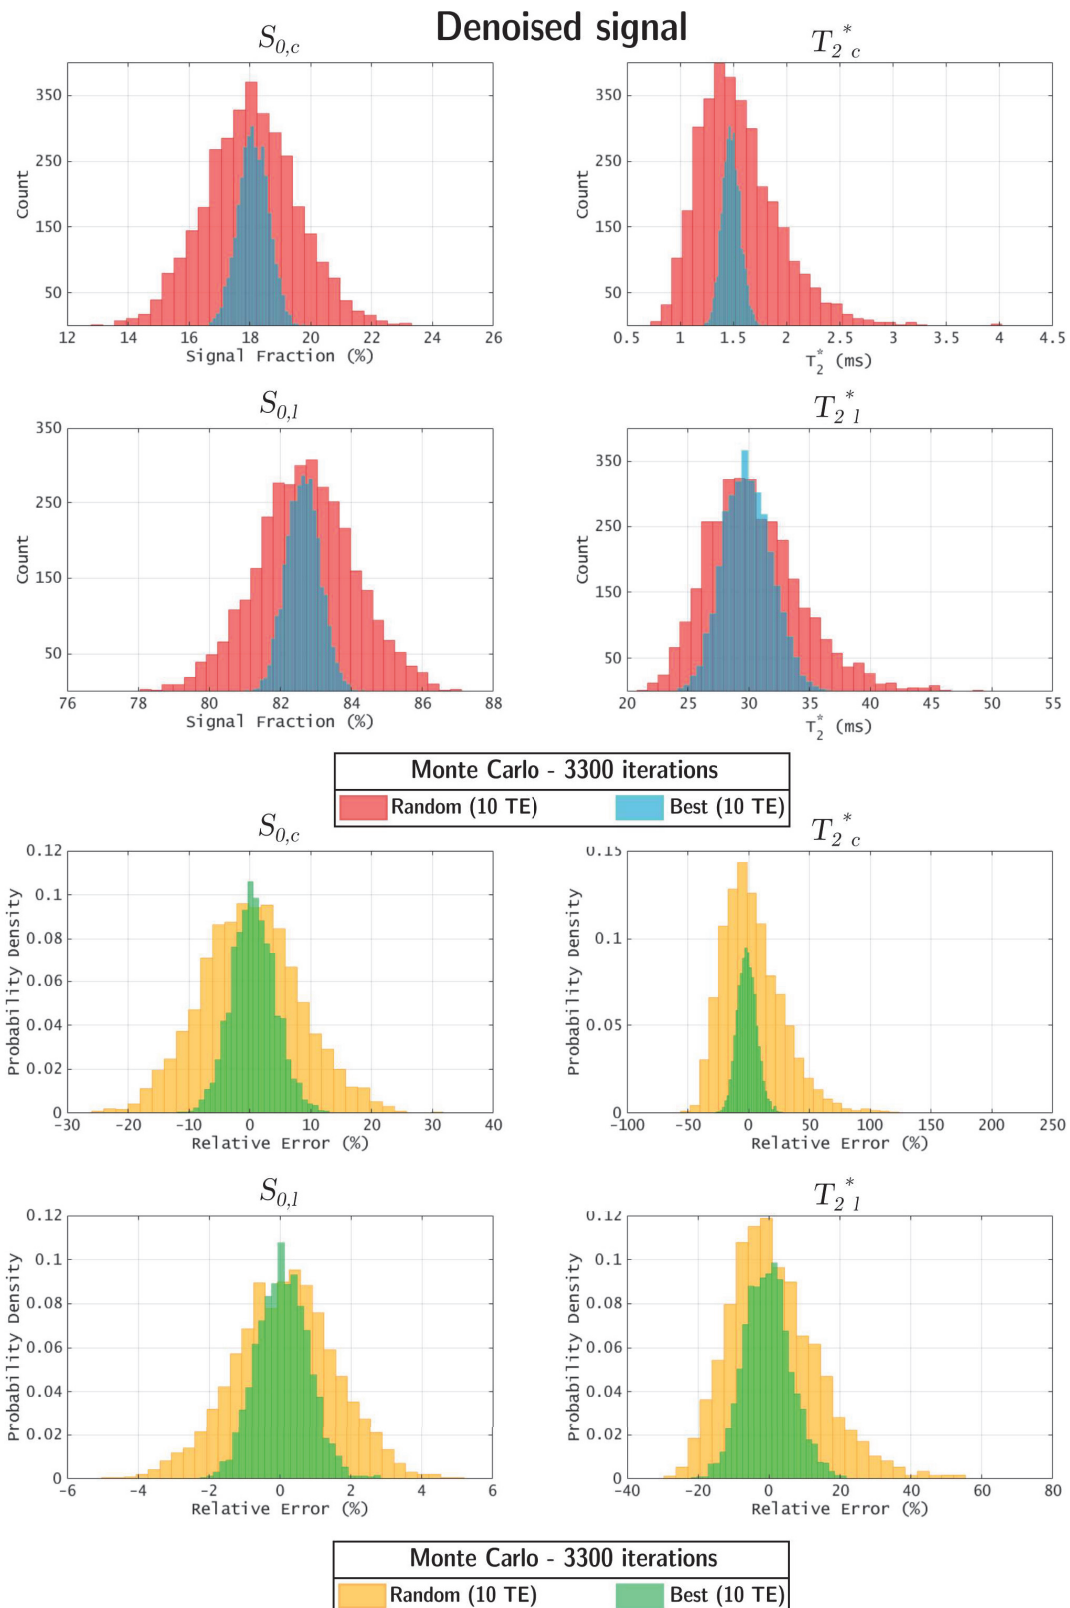 Denoised signal
S0,c
T2 c*
350
250
150
50
Count
12 14 16 18 20 22 24 26
Signal Fraction (%)
350
250
150
50
Count
0.5 1 1.5 2 2.5 3 3.5 4 4.5
T2* (ms)
S0,l
T2 l*
350
250
150
50
Count
76 78 80 82 84 86 88
Signal Fraction (%)
350
250
150
50
Count
20 25 30 35 40 45 50 55
T2* (ms)
Monte Carlo - 3300 iterations
Random (10 TE) Best (10 TE)
S0,c
T2 c*
0.12
0.1
0.08
0.06
0.04
0.02
0
Probability Density
-30 -20 -10 0 10 20 30 40
Relative Error (%)
0.15
0.1
0.05
0
Probability Density
-100 -50 0 50 100 150 200 250
Relative Error (%)
S0,l
T2 l*
0.12
0.1
0.08
0.06
0.04
0.02
0
Probability Density
-6 -4 -2 0 2 4 6
Relative Error (%)
0.12
0.1
0.08
0.06
0.04
0.02
0
Probability Density
-40 -20 0 20 40 60 80
Relative Error (%)
Monte Carlo - 3300 iterations
Random (10 TE) Best (10 TE)